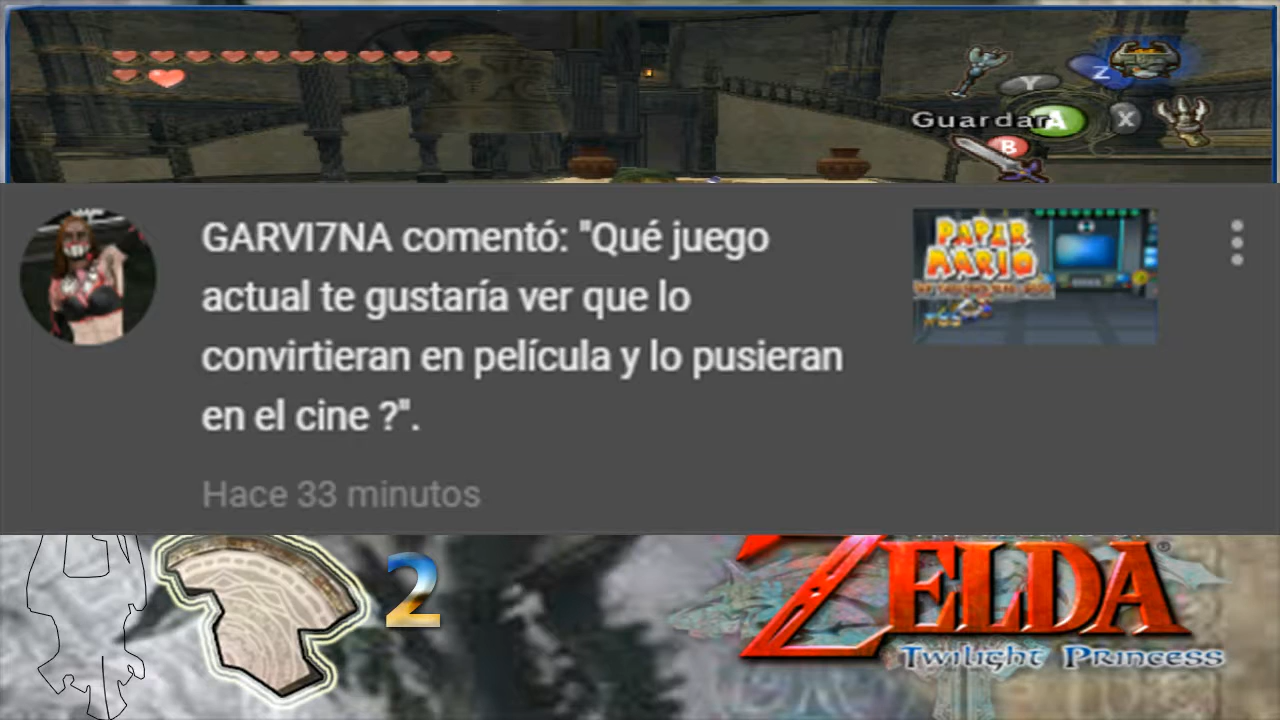 Z
Y
Guardar A X
B
GARVI7NA comentó: "Qué juego
PAPER
MARIO
actual te gustaría ver que lo
#65
convirtieran en película y lo pusieran
en el cine ?".
Hace 33 minutos
2
ZELDA
Twilight Princess